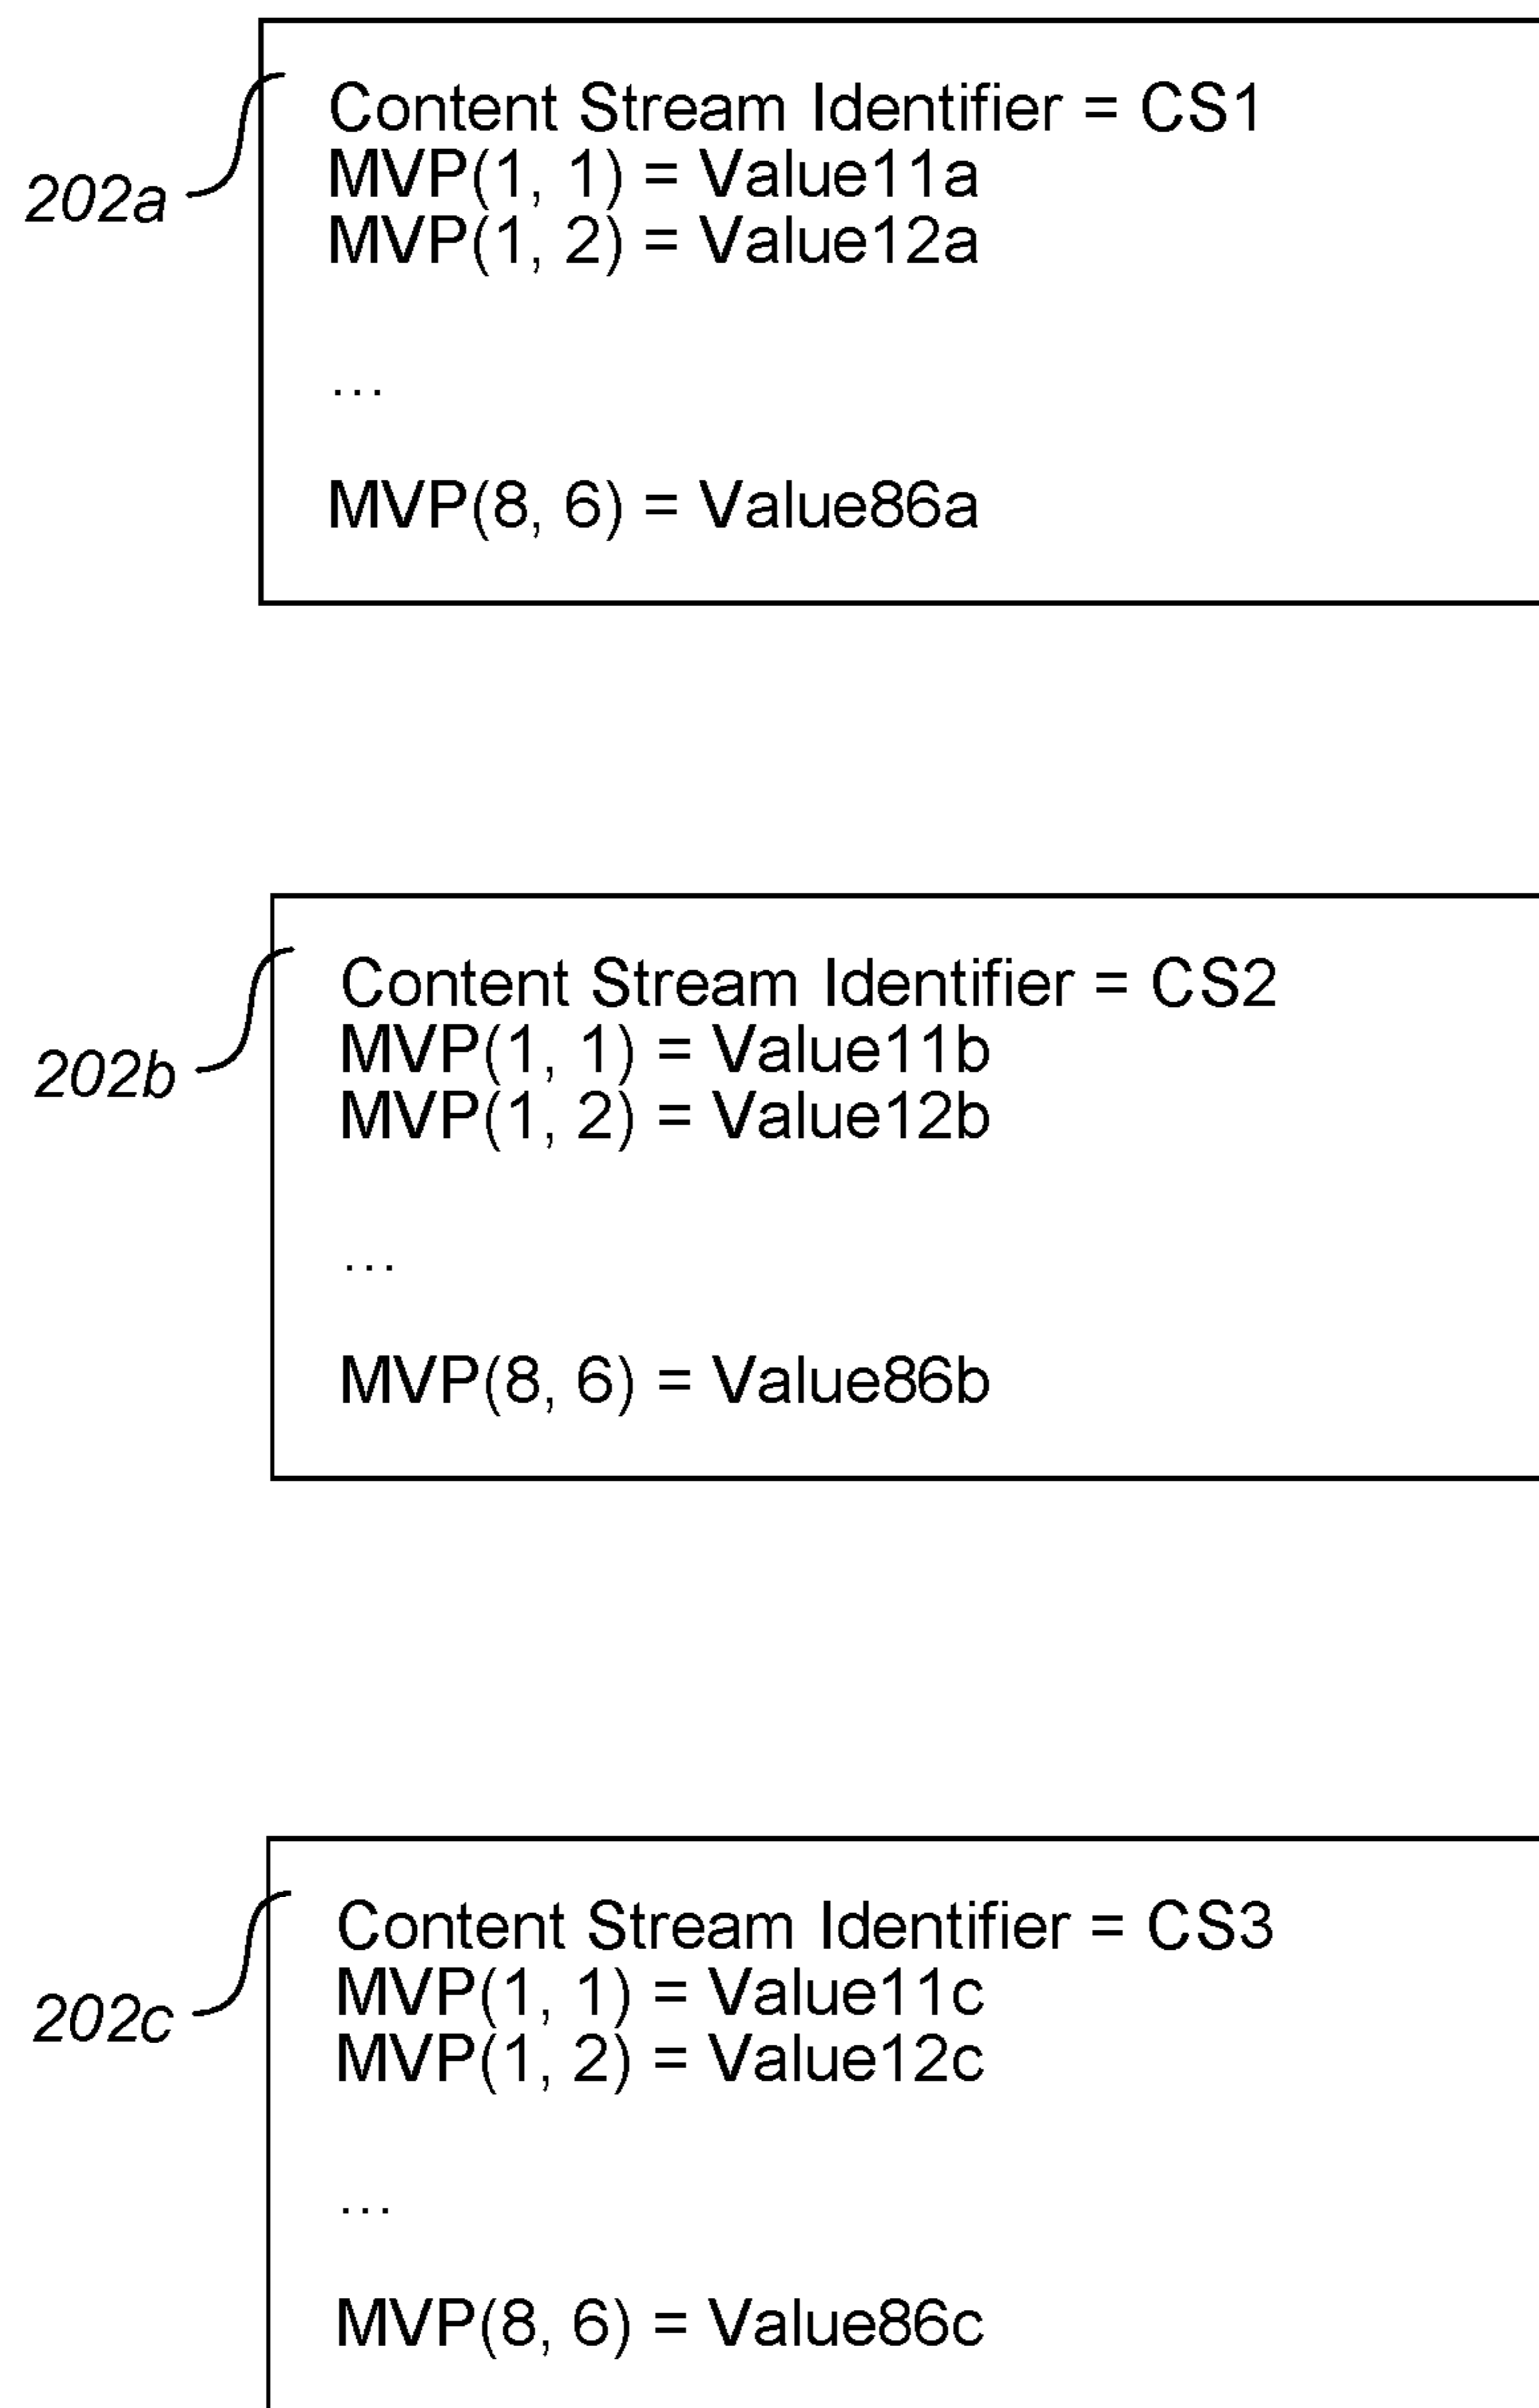 Content Stream Identifier = CS1
MVP(1, 1) = Value11a
202a
MVP(1, 2) = Value12a
...
MVP(8, 6) = Value86a
Content Stream Identifier = CS2
MVP(1, 1) = Value11b
202b
MVP(1, 2) = Value12b
...
MVP(8, 6) = Value86b
Content Stream Identifier = CS3
MVP(1, 1) = Value11c
202c
MVP(1, 2) = Value12c
...
MVP(8, 6) = Value86c